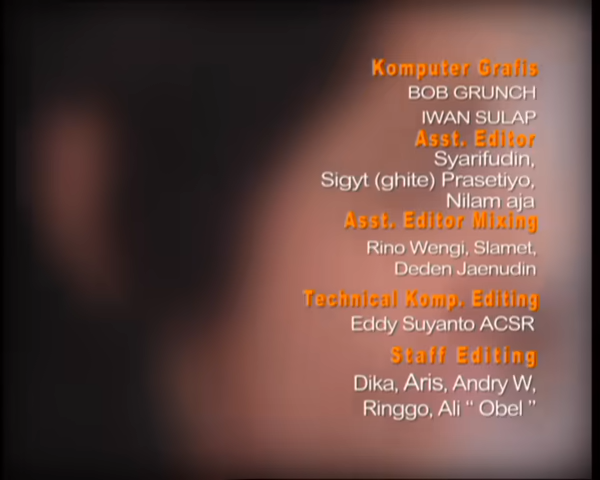 Komputer Grafis
BOB GRUNCH
IWAN SULAP
Asst. Editor
Syarifudin,
Sigyt (ghite) Prasetiyo,
Nilam aja
Asst. Editor Mixing
Rino Wengi, Slamet,
Deden Jaenudin
Technical Komp. Editing
Eddy Suyanto ACSR
Staff Editing
Dika, Aris, Andry W,
Ringgo, Ali “ Obel ”